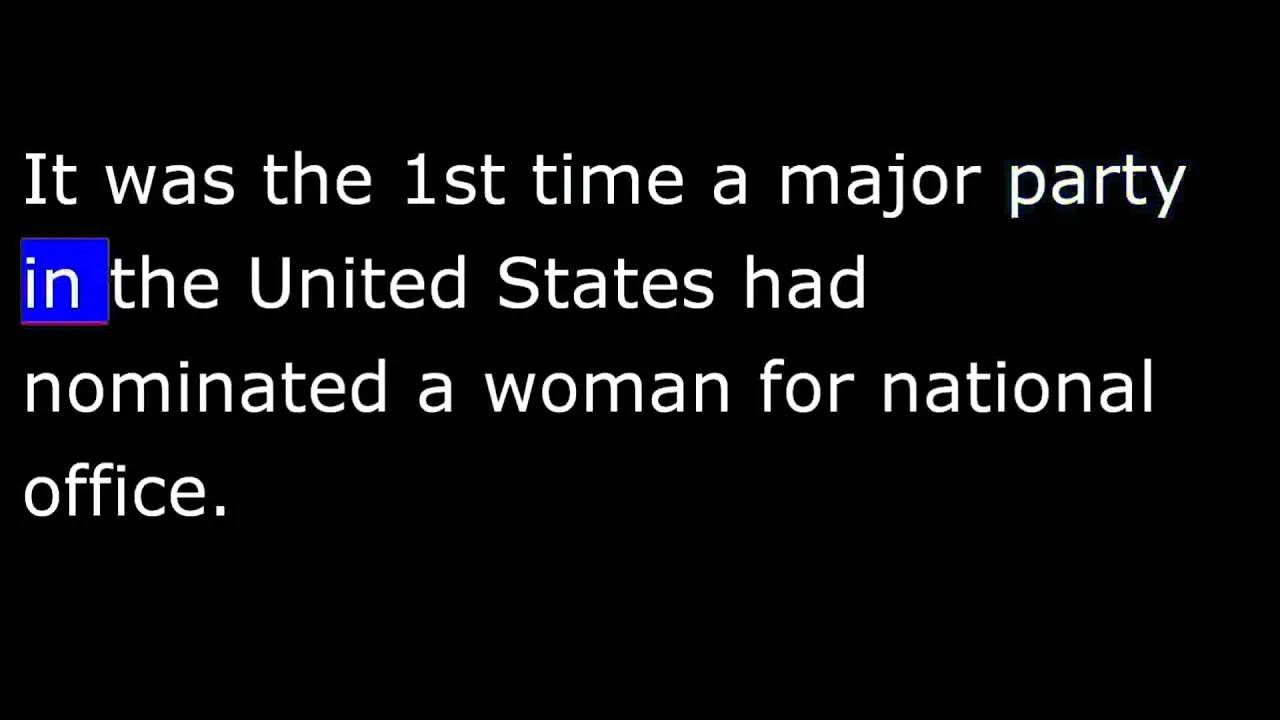 It was the 1st time a major party
in the United States had
nominated a woman for national
office.